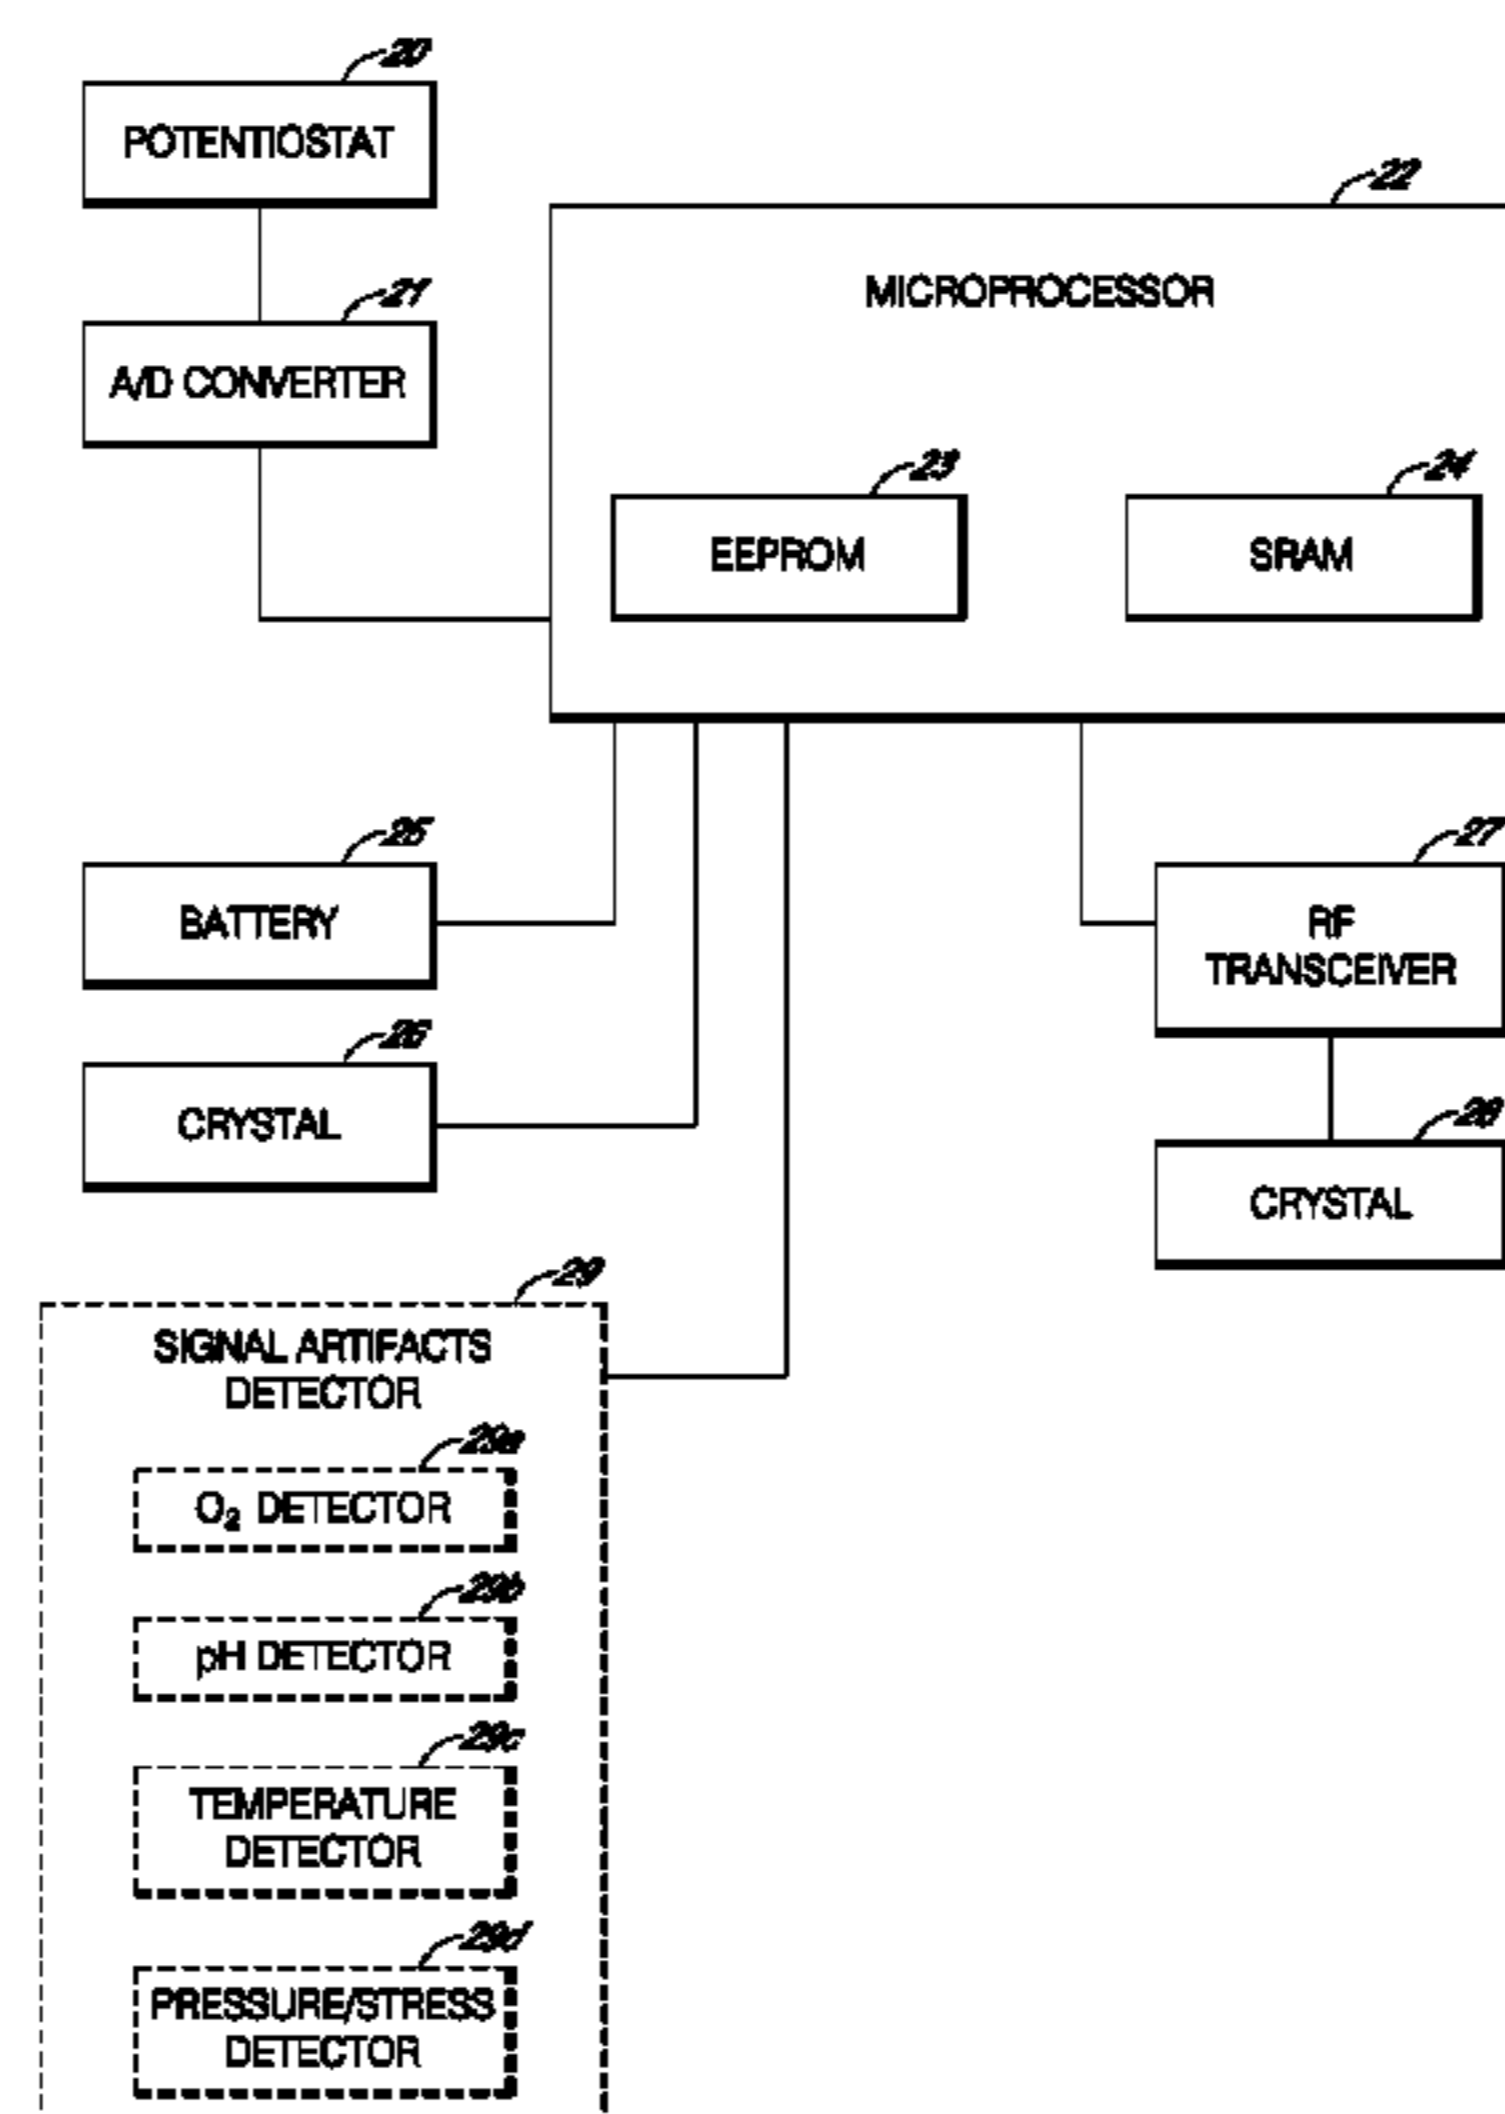 20
POTENTIOSTAT
22
MICROPROCESSOR
21
A/D CONVERTER
23
EEPROM
24
SRAM
25
BATTERY
27
RF
TRANSCEIVER
26
CRYSTAL
28
CRYSTAL
29
SIGNAL ARTIFACTS
DETECTOR
29a
O₂ DETECTOR
29b
pH DETECTOR
29c
TEMPERATURE
DETECTOR
29d
PRESSURE/STRESS
DETECTOR